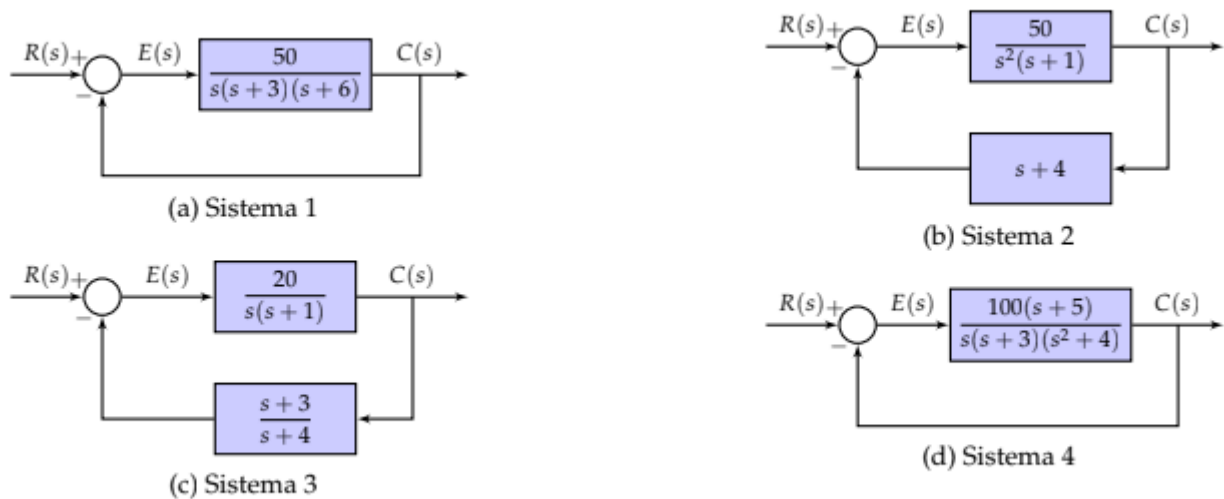 R(s) + E(s) 50 C(s)
s(s + 3)(s + 6)
−
(a) Sistema 1
R(s) + E(s) 50 C(s)
s²(s + 1)
−
s + 4
(b) Sistema 2
R(s) + E(s) 20 C(s)
s(s + 1)
−
s + 3
s + 4
(c) Sistema 3
R(s) + E(s) 100(s + 5) C(s)
s(s + 3)(s² + 4)
−
(d) Sistema 4